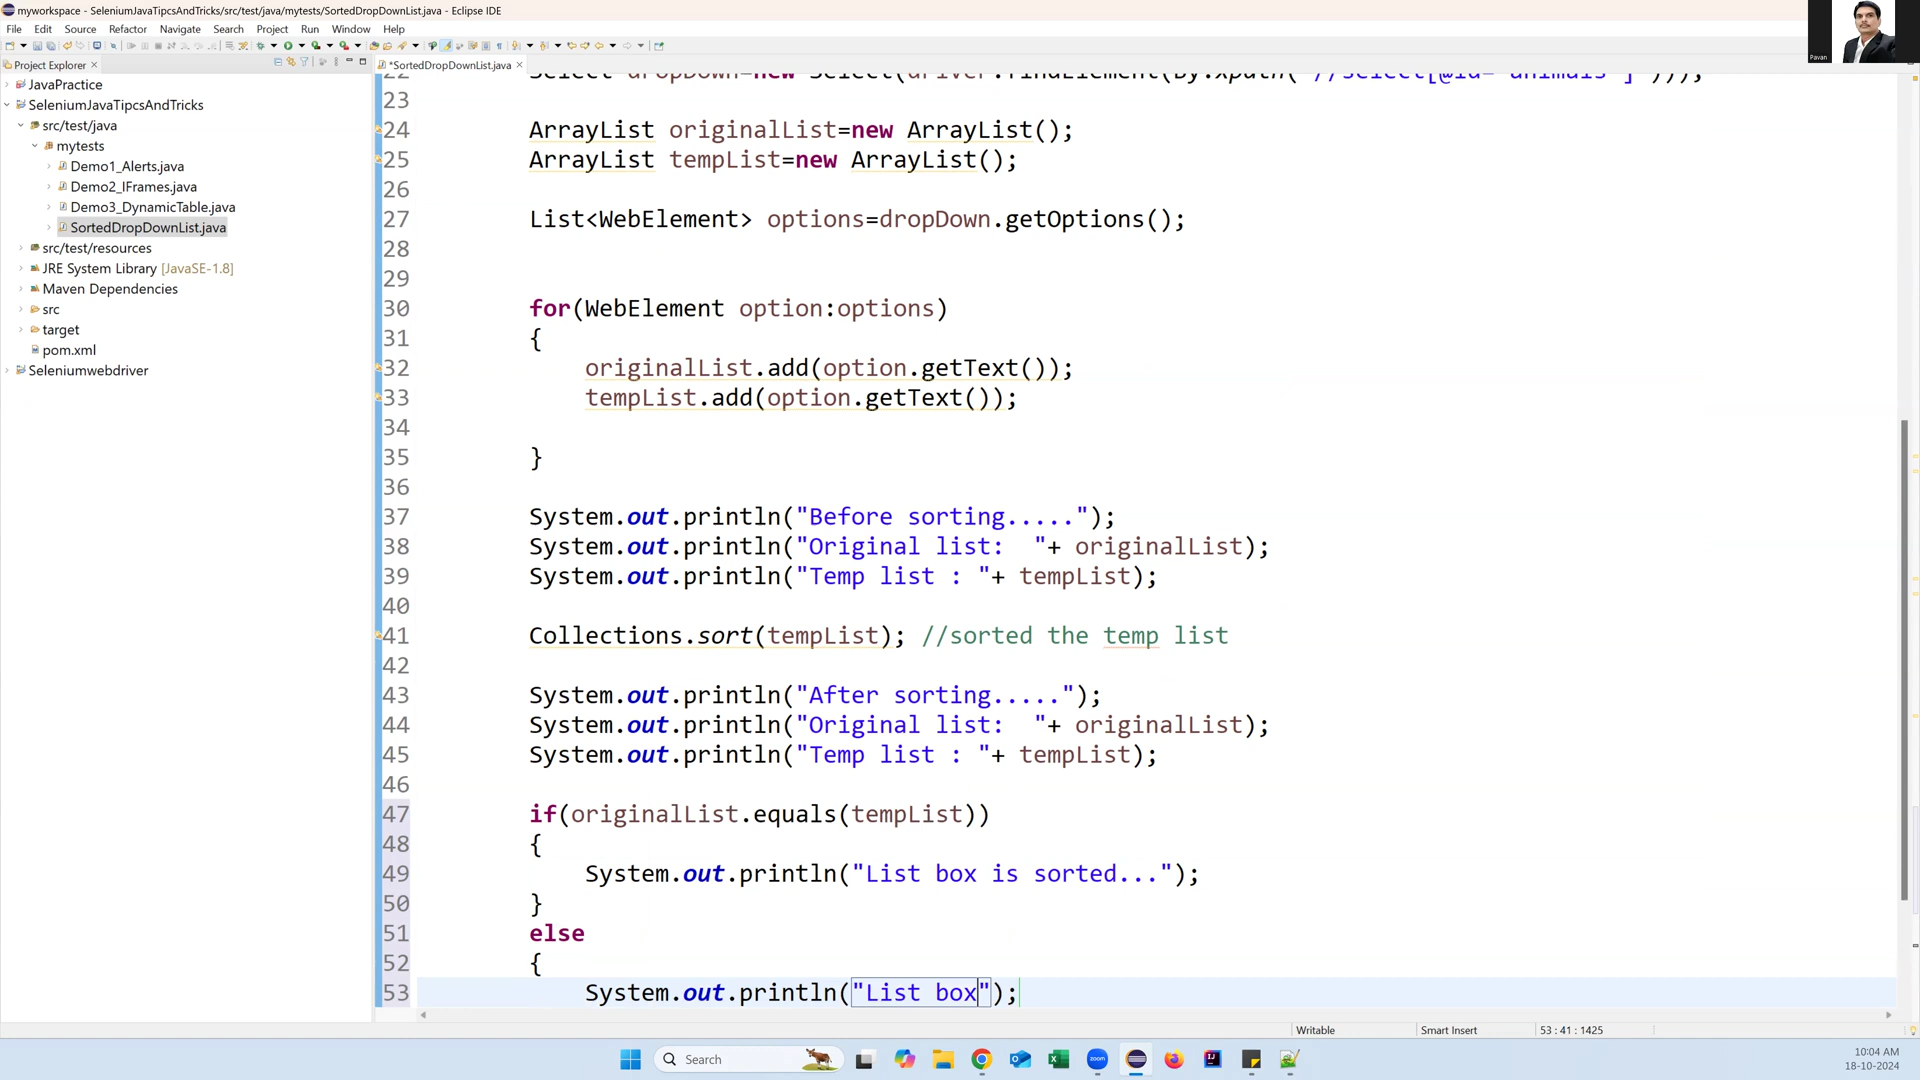 myworkspace - SeleniumJavaTipcsAndTricks/src/test/java/mytests/SortedDropDownList.java - Eclipse IDE
File Edit Source Refactor Navigate Search Project Run Window Help
Project Explorer
*SortedDropDownList.java
JavaPractice
SeleniumJavaTipcsAndTricks
src/test/java
mytests
Demo1_Alerts.java
Demo2_IFrames.java
Demo3_DynamicTable.java
SortedDropDownList.java
src/test/resources
JRE System Library [JavaSE-1.8]
Maven Dependencies
src
target
pom.xml
Seleniumwebdriver
22 Select dropDown=new Select(driver.findElement(By.xpath("//select[@id='animals']")));
23
24 ArrayList originalList=new ArrayList();
25 ArrayList tempList=new ArrayList();
26
27 List<WebElement> options=dropDown.getOptions();
28
29
30 for(WebElement option:options)
31 {
32 originalList.add(option.getText());
33 tempList.add(option.getText());
34
35 }
36
37 System.out.println("Before sorting.....");
38 System.out.println("Original list:  "+ originalList);
39 System.out.println("Temp list : "+ tempList);
40
41 Collections.sort(tempList); //sorted the temp list
42
43 System.out.println("After sorting.....");
44 System.out.println("Original list:  "+ originalList);
45 System.out.println("Temp list : "+ tempList);
46
47 if(originalList.equals(tempList))
48 {
49 System.out.println("List box is sorted...");
50 }
51 else
52 {
53 System.out.println("List box");
Pavan
Writable Smart Insert 53 : 41 : 1425
Search
zoom
10:04 AM
18-10-2024